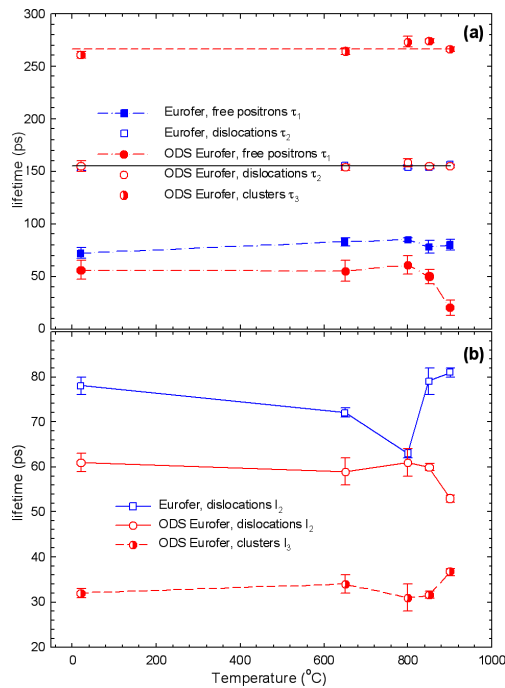 300
(a)
250
200
150
100
50
0
lifetime (ps)
Eurofer, free positrons τ₁
Eurofer, dislocations τ₂
ODS Eurofer, free positrons τ₁
ODS Eurofer, dislocations τ₂
ODS Eurofer, clusters τ₃
(b)
80
70
60
50
40
30
20
lifetime (ps)
Eurofer, dislocations I₂
ODS Eurofer, dislocations I₂
ODS Eurofer, clusters I₃
0 200 400 600 800 1000
Temperature (°C)